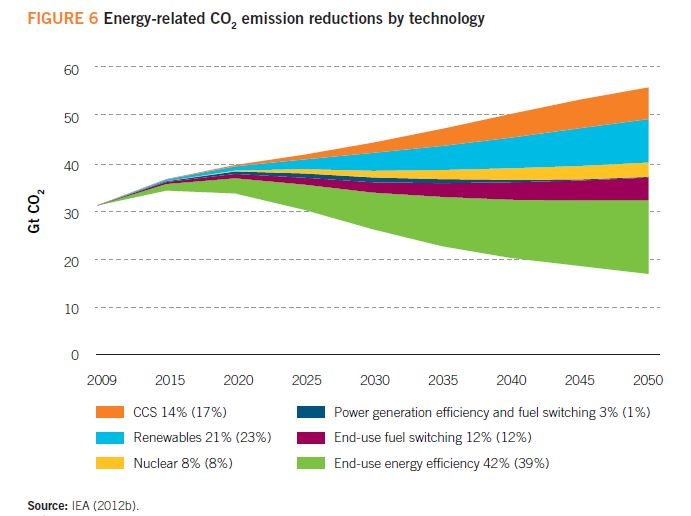 FIGURE 6 Energy-related CO2 emission reductions by technology
Gt CO2
60
50
40
30
20
10
0
2009 2015 2020 2025 2030 2035 2040 2045 2050
CCS 14% (17%)
Renewables 21% (23%)
Nuclear 8% (8%)
Power generation efficiency and fuel switching 3% (1%)
End-use fuel switching 12% (12%)
End-use energy efficiency 42% (39%)
Source: IEA (2012b).